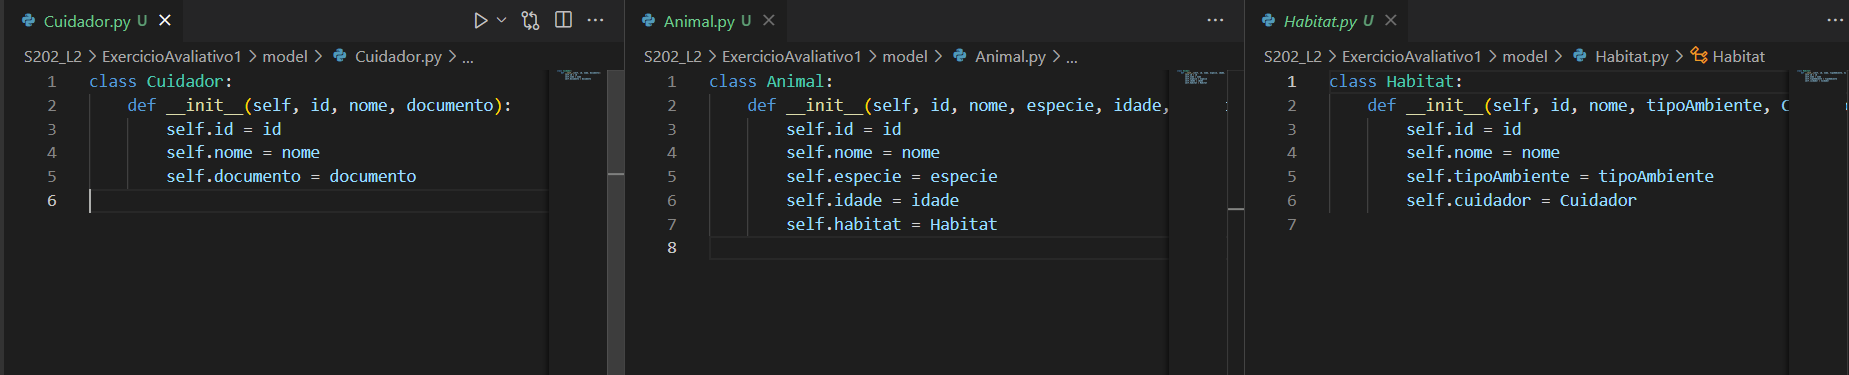 Cuidador.py U
S202_L2 > ExercicioAvaliativo1 > model > Cuidador.py > ...
1 class Cuidador:
2 def __init__(self, id, nome, documento):
3 self.id = id
4 self.nome = nome
5 self.documento = documento
6
Animal.py U
S202_L2 > ExercicioAvaliativo1 > model > Animal.py > ...
1 class Animal:
2 def __init__(self, id, nome, especie, idade,
3 self.id = id
4 self.nome = nome
5 self.especie = especie
6 self.idade = idade
7 self.habitat = Habitat
8
Habitat.py U
S202_L2 > ExercicioAvaliativo1 > model > Habitat.py > Habitat
1 class Habitat:
2 def __init__(self, id, nome, tipoAmbiente,
3 self.id = id
4 self.nome = nome
5 self.tipoAmbiente = tipoAmbiente
6 self.cuidador = Cuidador
7